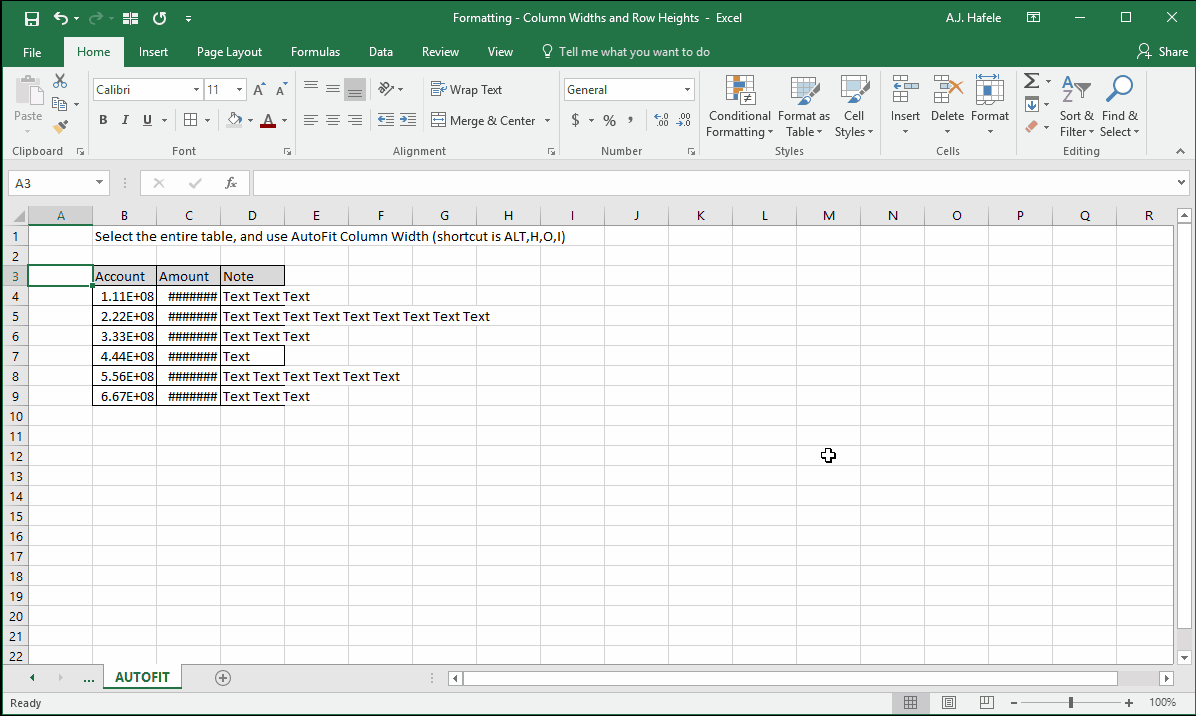 Formatting - Column Widths and Row Heights - Excel
A.J. Hafele
File Home Insert Page Layout Formulas Data Review View Tell me what you want to do Share
Paste
Clipboard
Calibri 11
A A
B I U A
Font
Wrap Text
Merge & Center
Alignment
General
$ % ,
Number
Conditional Formatting
Format as Table
Cell Styles
Styles
Insert
Delete
Format
Cells
Sort & Filter
Find & Select
Editing
A3 fx
A B C D E F G H I J K L M N O P Q R
1 Select the entire table, and use AutoFit Column Width (shortcut is ALT,H,O,I)
2
3 Account Amount Note
4 1.11E+08 ####### Text Text Text
5 2.22E+08 ####### Text Text Text Text Text Text Text Text Text
6 3.33E+08 ####### Text Text Text
7 4.44E+08 ####### Text
8 5.56E+08 ####### Text Text Text Text Text Text
9 6.67E+08 ####### Text Text Text
10
11
12
13
14
15
16
17
18
19
20
21
22
... AUTOFIT
Ready 100%